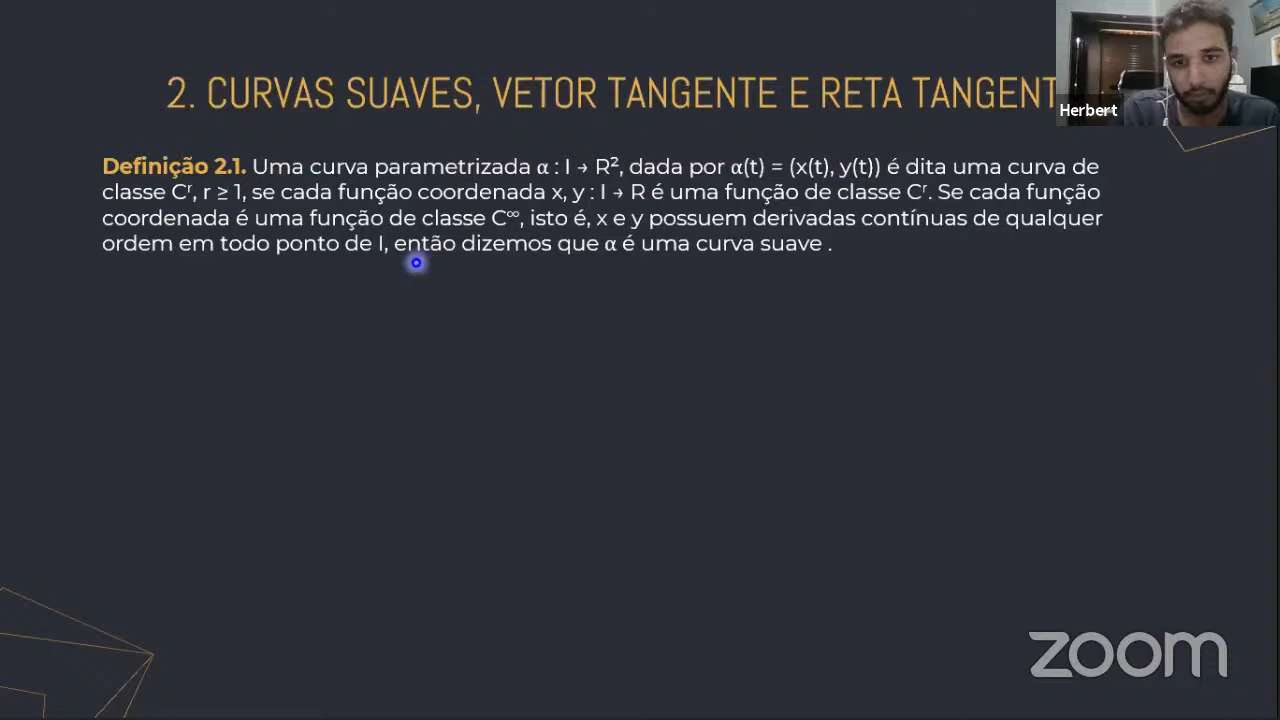 2. CURVAS SUAVES, VETOR TANGENTE E RETA TANGENT
Herbert
Definição 2.1. Uma curva parametrizada α : I → R², dada por α(t) = (x(t), y(t)) é dita uma curva de
classe Cʳ, r ≥ 1, se cada função coordenada x, y : I → R é uma função de classe Cʳ. Se cada função
coordenada é uma função de classe C∞, isto é, x e y possuem derivadas contínuas de qualquer
ordem em todo ponto de I, então dizemos que α é uma curva suave .
zoom